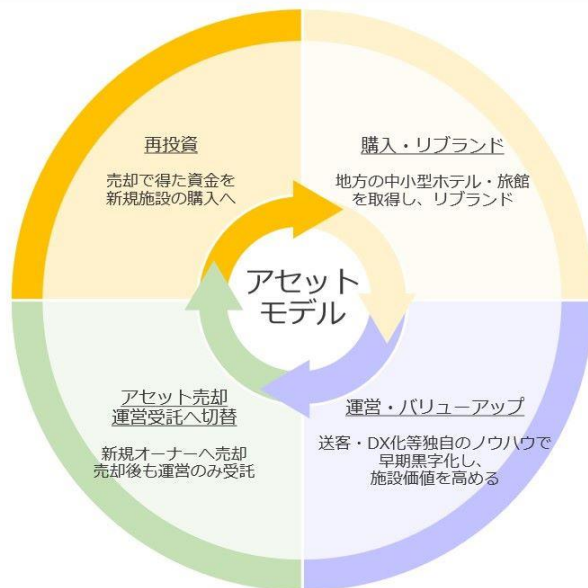 再投資
売却で得た資金を
新規施設の購入へ
購入・リブランド
地方の中小型ホテル・旅館
を取得し、リブランド
アセット
モデル
アセット売却
運営受託へ切替
新規オーナーへ売却
売却後も運営のみ受託
運営・バリューアップ
送客・DX化等独自のノウハウで
早期黒字化し、
施設価値を高める